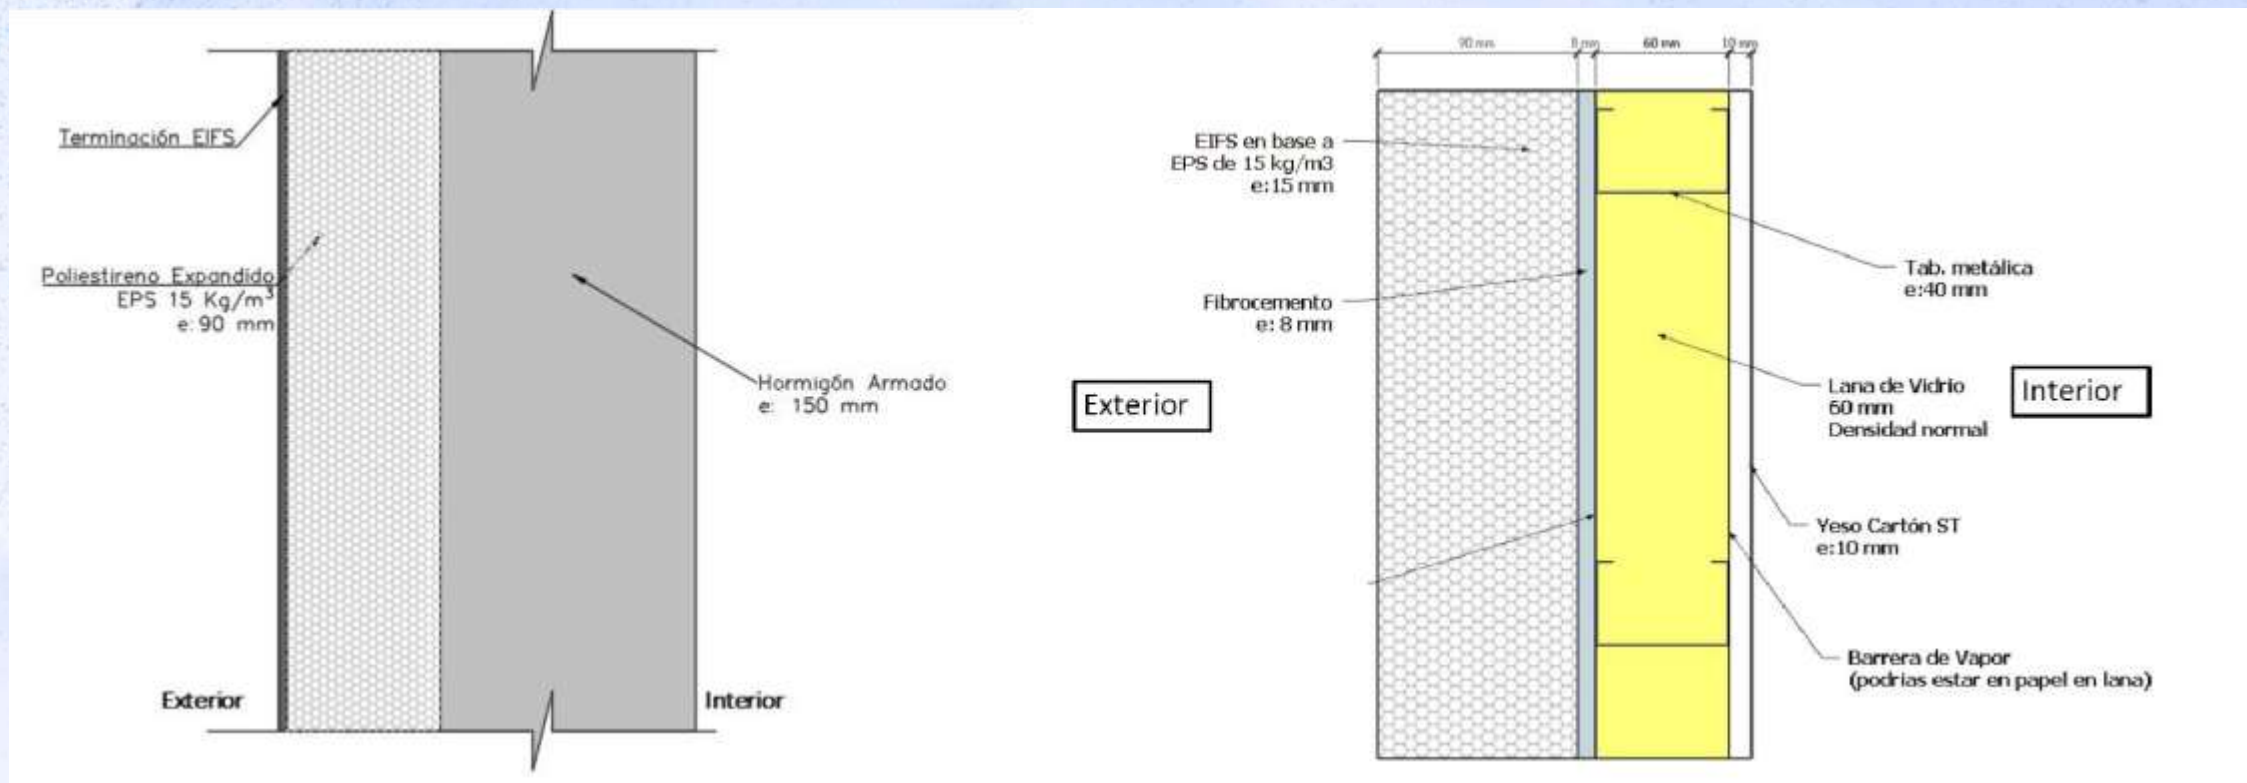 Terminación EIFS
Poliestireno Expandido
EPS 15 Kg/m³
e: 90 mm
Hormigón Armado
e: 150 mm
Exterior
Interior
90 mm
8 mm
60 mm
10 mm
EIFS en base a
EPS de 15 kg/m3
e:15 mm
Fibrocemento
e: 8 mm
Exterior
Tab. metálica
e:40 mm
Lana de Vidrio
60 mm
Densidad normal
Interior
Yeso Cartón ST
e:10 mm
Barrera de Vapor
(podrías estar en papel en lana)